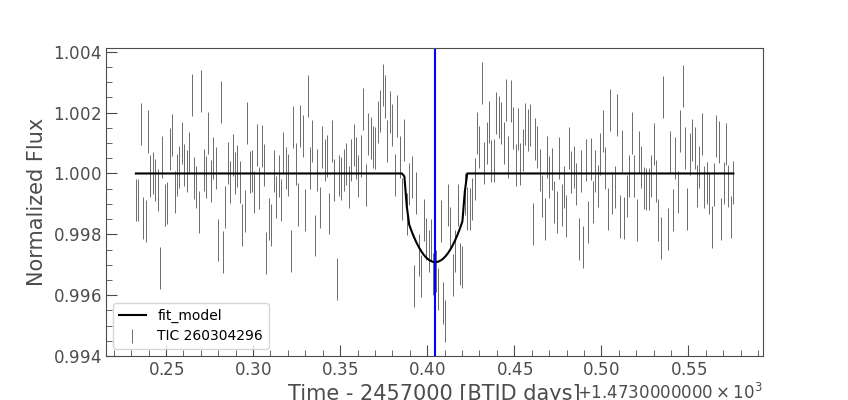 1.004
1.002
1.000
0.998
0.996
0.994
Normalized Flux
fit_model
TIC 260304296
0.25 0.30 0.35 0.40 0.45 0.50 0.55
Time - 2457000 [BTJD days]
+1.4730000000 × 10³